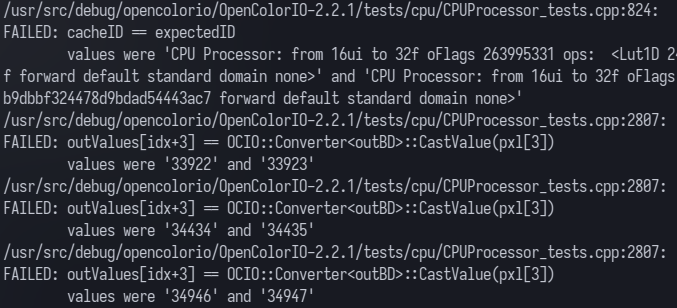 /usr/src/debug/opencolorio/OpenColorIO-2.2.1/tests/cpu/CPUProcessor_tests.cpp:824:
FAILED: cacheID == expectedID
values were 'CPU Processor: from 16ui to 32f oFlags 263995331 ops:  <Lut1D 2
f forward default standard domain none>' and 'CPU Processor: from 16ui to 32f oFlags
b9dbbf324478d9bdad54443ac7 forward default standard domain none>'
/usr/src/debug/opencolorio/OpenColorIO-2.2.1/tests/cpu/CPUProcessor_tests.cpp:2807:
FAILED: outValues[idx+3] == OCIO::Converter<outBD>::CastValue(pxl[3])
values were '33922' and '33923'
/usr/src/debug/opencolorio/OpenColorIO-2.2.1/tests/cpu/CPUProcessor_tests.cpp:2807:
FAILED: outValues[idx+3] == OCIO::Converter<outBD>::CastValue(pxl[3])
values were '34434' and '34435'
/usr/src/debug/opencolorio/OpenColorIO-2.2.1/tests/cpu/CPUProcessor_tests.cpp:2807:
FAILED: outValues[idx+3] == OCIO::Converter<outBD>::CastValue(pxl[3])
values were '34946' and '34947'